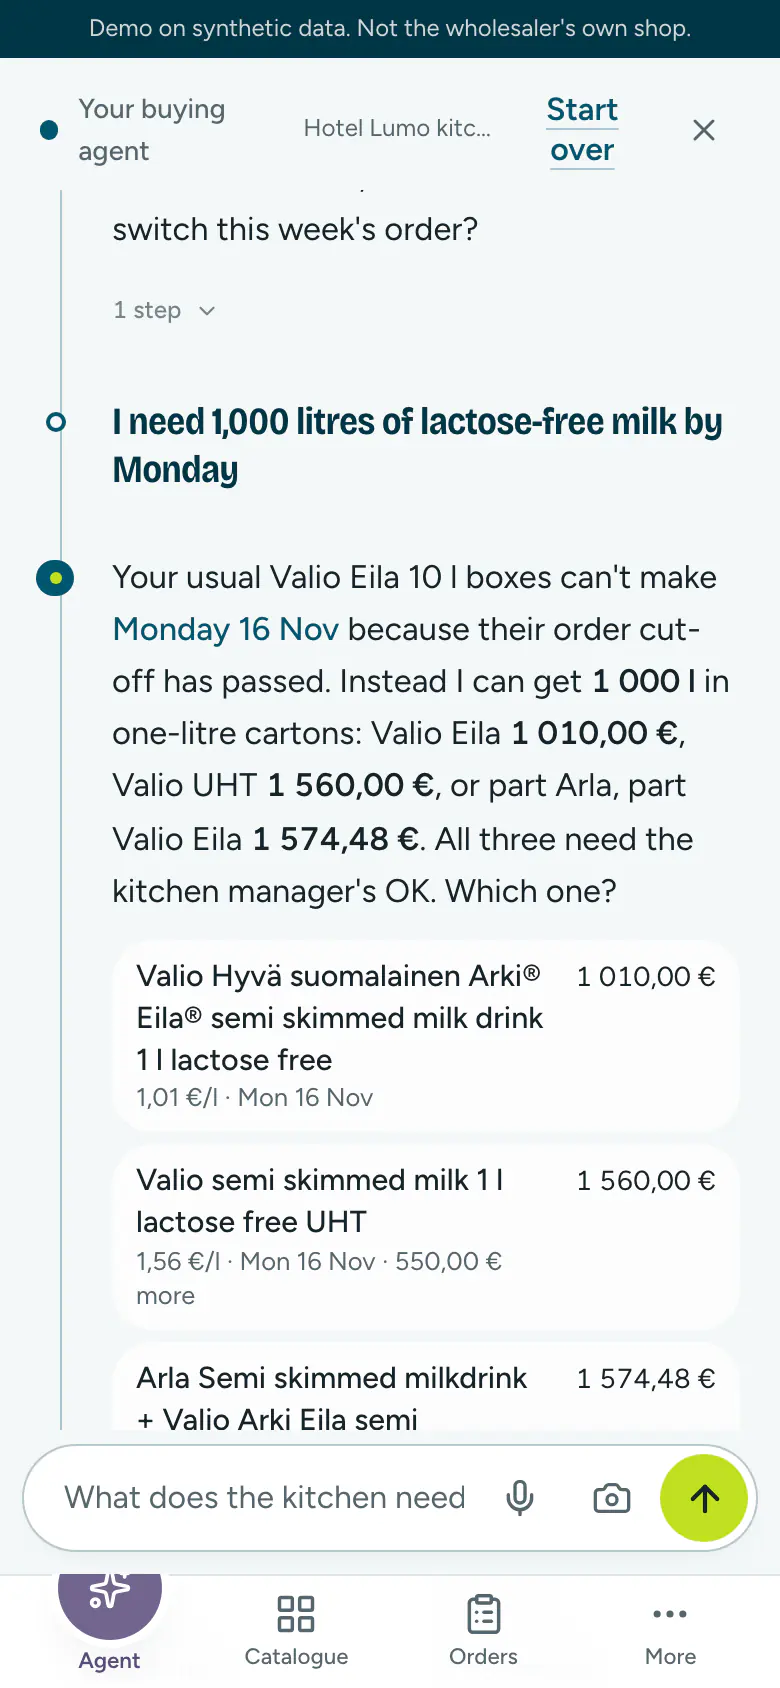 Demo on synthetic data. Not the wholesaler's own shop.
Your buying
agent
Hotel Lumo kitc...
Start
over
switch this week's order?
1 step
I need 1,000 litres of lactose-free milk by
Monday
Your usual Valio Eila 10 l boxes can't make
Monday 16 Nov because their order cut-
off has passed. Instead I can get 1 000 l in
one-litre cartons: Valio Eila 1 010,00 €,
Valio UHT 1 560,00 €, or part Arla, part
Valio Eila 1 574,48 €. All three need the
kitchen manager's OK. Which one?
Valio Hyvä suomalainen Arki®
Eila® semi skimmed milk drink
1 l lactose free
1 010,00 €
1,01 €/l · Mon 16 Nov
Valio semi skimmed milk 1 l
lactose free UHT
1 560,00 €
1,56 €/l · Mon 16 Nov · 550,00 €
more
Arla Semi skimmed milkdrink
+ Valio Arki Eila semi
1 574,48 €
What does the kitchen need
Agent
Catalogue
Orders
More